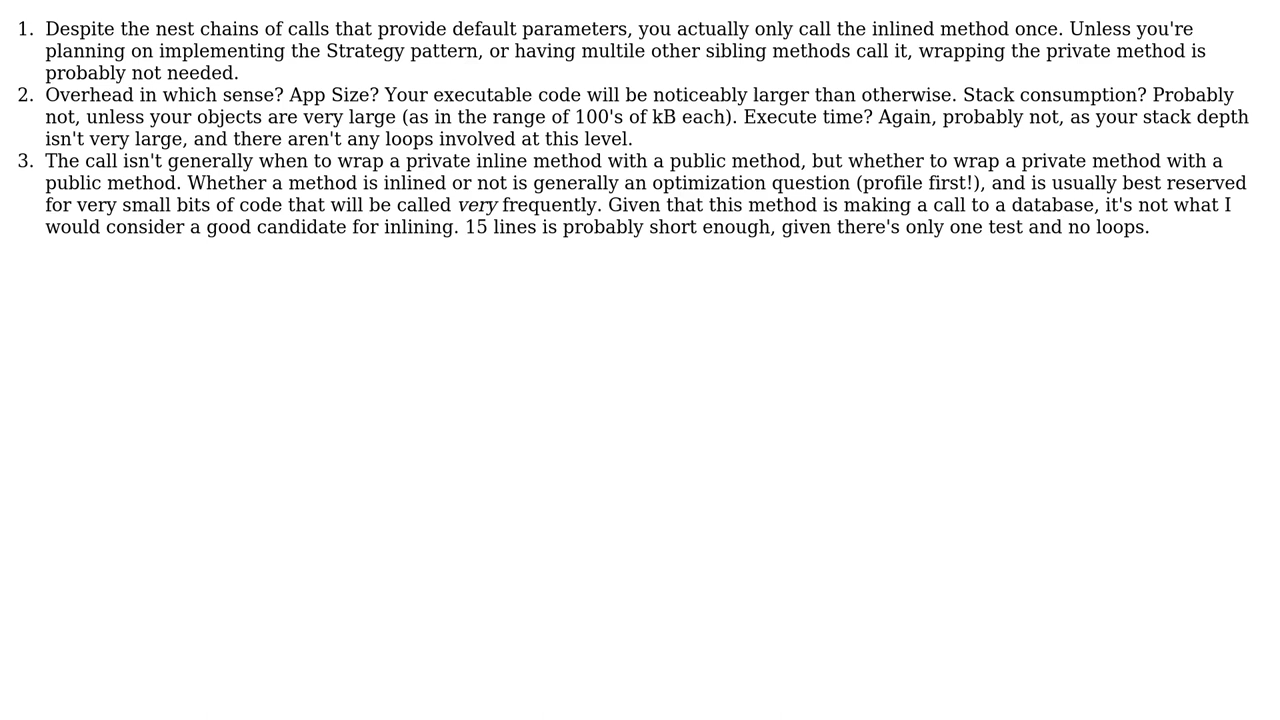 1. Despite the nest chains of calls that provide default parameters, you actually only call the inlined method once. Unless you're
planning on implementing the Strategy pattern, or having multile other sibling methods call it, wrapping the private method is
probably not needed.
2. Overhead in which sense? App Size? Your executable code will be noticeably larger than otherwise. Stack consumption? Probably
not, unless your objects are very large (as in the range of 100's of kB each). Execute time? Again, probably not, as your stack depth
isn't very large, and there aren't any loops involved at this level.
3. The call isn't generally when to wrap a private inline method with a public method, but whether to wrap a private method with a
public method. Whether a method is inlined or not is generally an optimization question (profile first!), and is usually best reserved
for very small bits of code that will be called very frequently. Given that this method is making a call to a database, it's not what I
would consider a good candidate for inlining. 15 lines is probably short enough, given there's only one test and no loops.